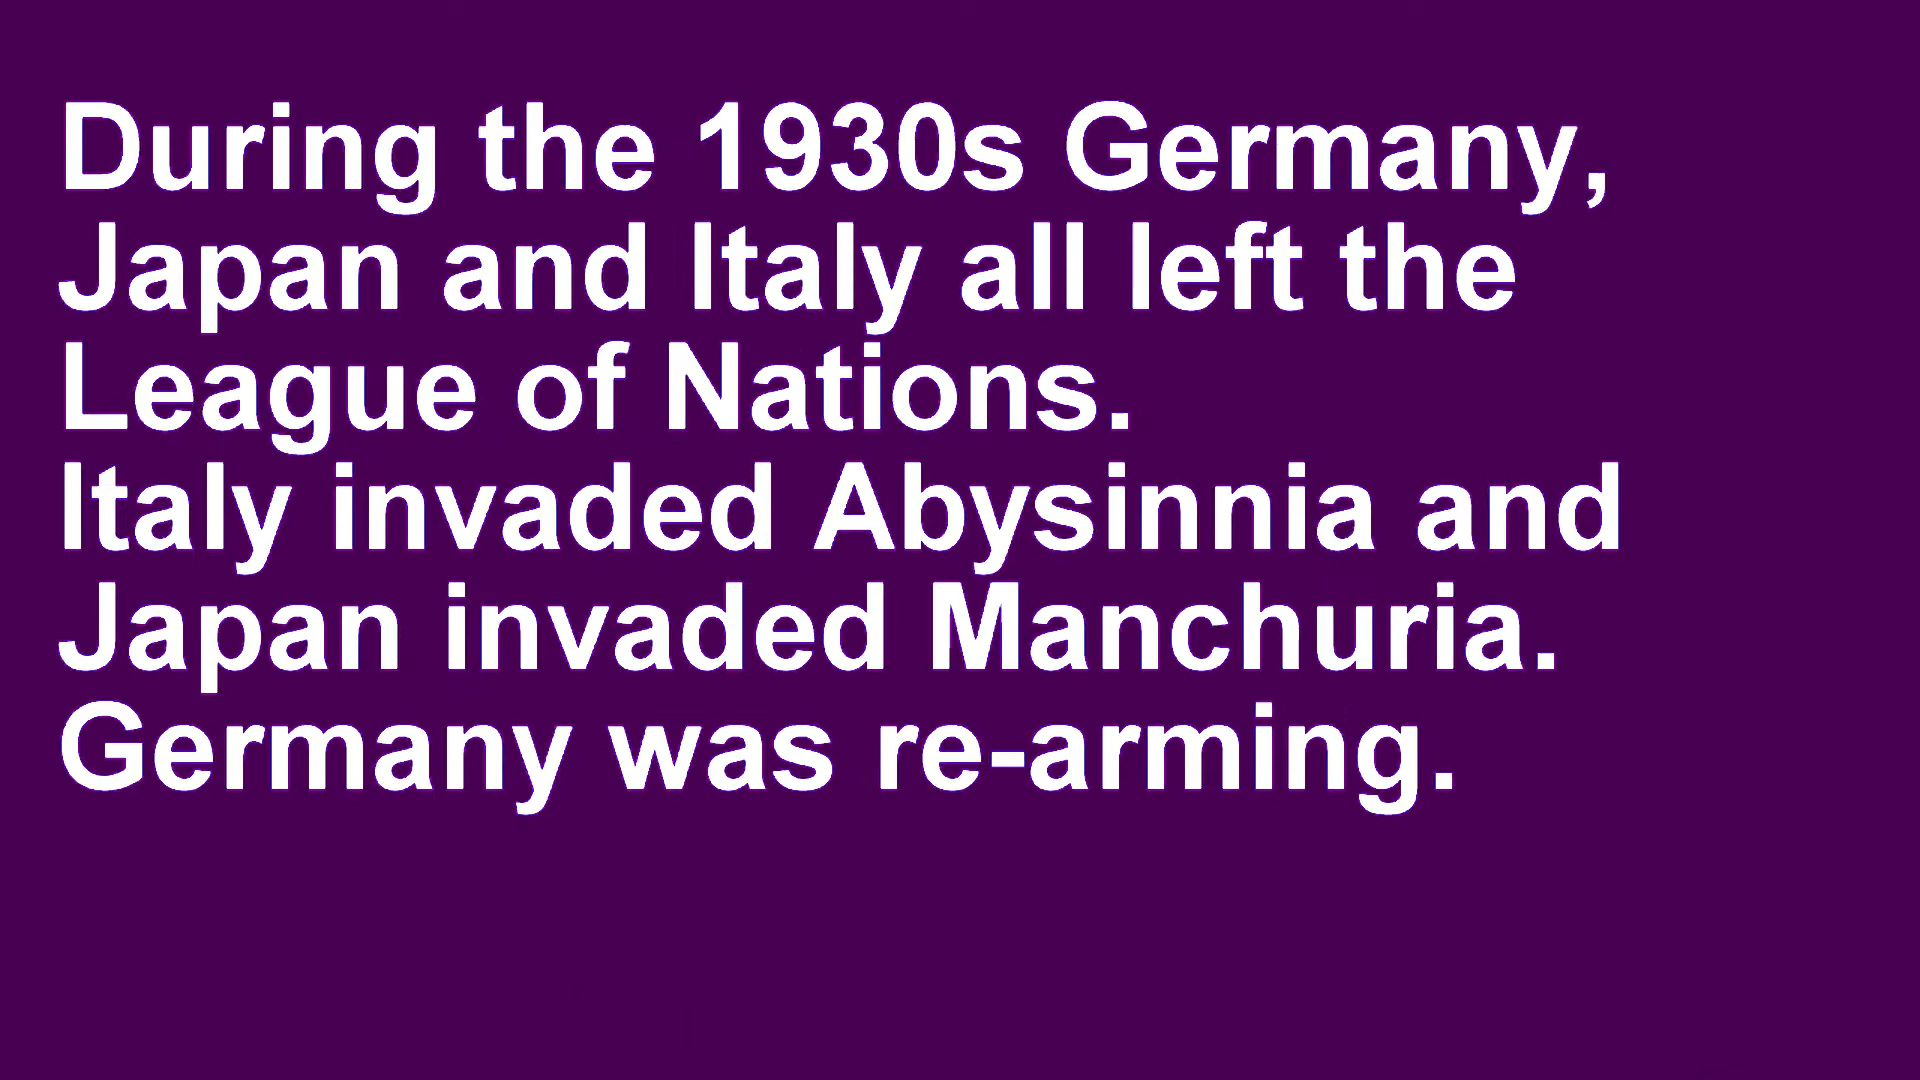 During the 1930s Germany,
Japan and Italy all left the
League of Nations.
Italy invaded Abysinnia and
Japan invaded Manchuria.
Germany was re-arming.